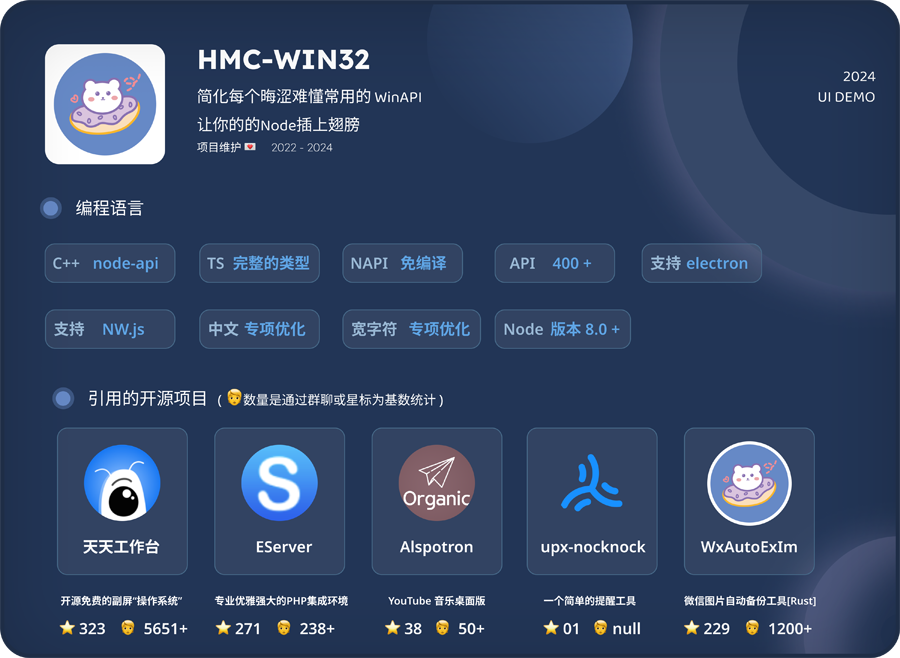 HMC-WIN32
简化每个晦涩难懂常用的 WinAPI
让你的的Node插上翅膀
项目维护 💌 2022 - 2024
2024
UI DEMO
编程语言
C++ node-api
TS 完整的类型
NAPI 免编译
API 400 +
支持 electron
支持 NW.js
中文 专项优化
宽字符 专项优化
Node 版本 8.0 +
引用的开源项目 ( 数量是通过群聊或星标为基数统计 )
天天工作台
S
EServer
Organic
Alspotron
upx-nocknock
WxAutoExIm
开源免费的副屏“操作系统”
专业优雅强大的PHP集成环境
YouTube 音乐桌面版
一个简单的提醒工具
微信图片自动备份工具[Rust]
323 5651+
271 238+
38 50+
01 null
229 1200+